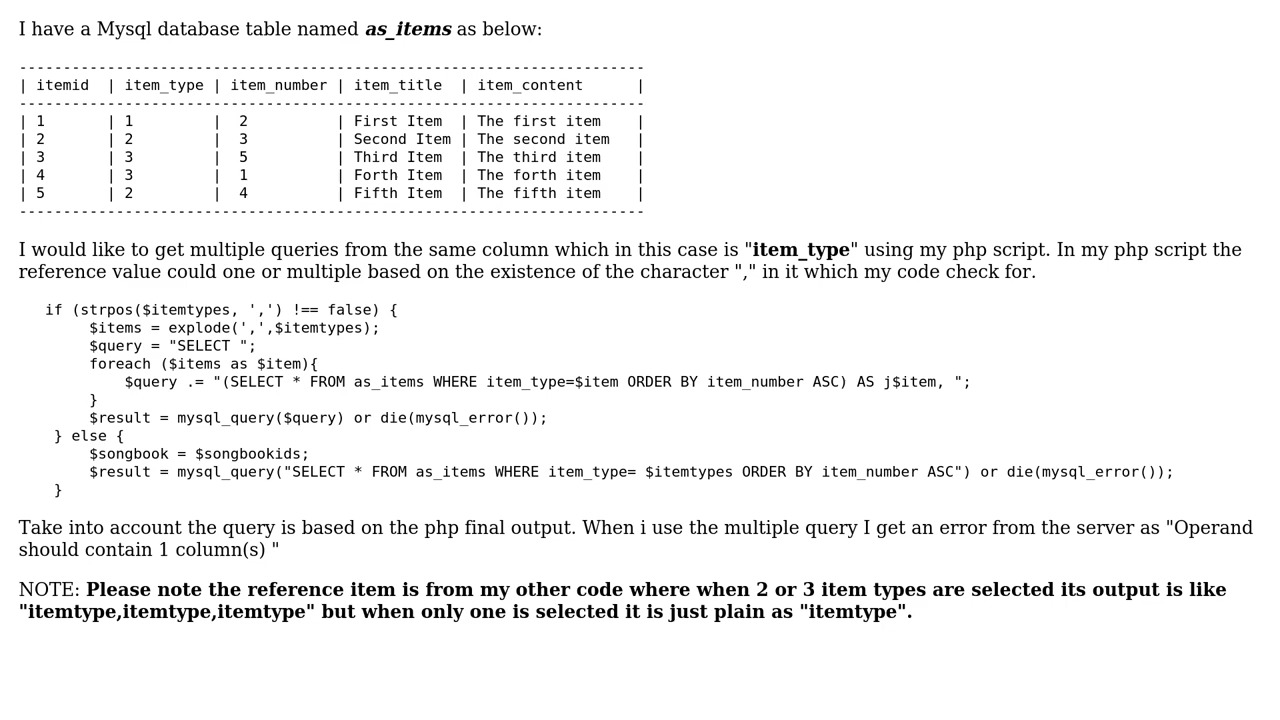 I have a Mysql database table named as_items as below:
-----------------------------------------------------------------------
| itemid  | item_type | item_number | item_title  | item_content      |
-----------------------------------------------------------------------
| 1       | 1         |  2          | First Item  | The first item    |
| 2       | 2         |  3          | Second Item | The second item   |
| 3       | 3         |  5          | Third Item  | The third item    |
| 4       | 3         |  1          | Forth Item  | The forth item    |
| 5       | 2         |  4          | Fifth Item  | The fifth item    |
-----------------------------------------------------------------------
I would like to get multiple queries from the same column which in this case is "item_type" using my php script. In my php script the
reference value could one or multiple based on the existence of the character "," in it which my code check for.
   if (strpos($itemtypes, ',') !== false) {
        $items = explode(',',$itemtypes);
        $query = "SELECT ";
        foreach ($items as $item){
            $query .= "(SELECT * FROM as_items WHERE item_type=$item ORDER BY item_number ASC) AS j$item, ";
        }
        $result = mysql_query($query) or die(mysql_error());
    } else {
        $songbook = $songbookids;
        $result = mysql_query("SELECT * FROM as_items WHERE item_type= $itemtypes ORDER BY item_number ASC") or die(mysql_error());
    }
Take into account the query is based on the php final output. When i use the multiple query I get an error from the server as "Operand
should contain 1 column(s) "
NOTE: Please note the reference item is from my other code where when 2 or 3 item types are selected its output is like
"itemtype,itemtype,itemtype" but when only one is selected it is just plain as "itemtype".